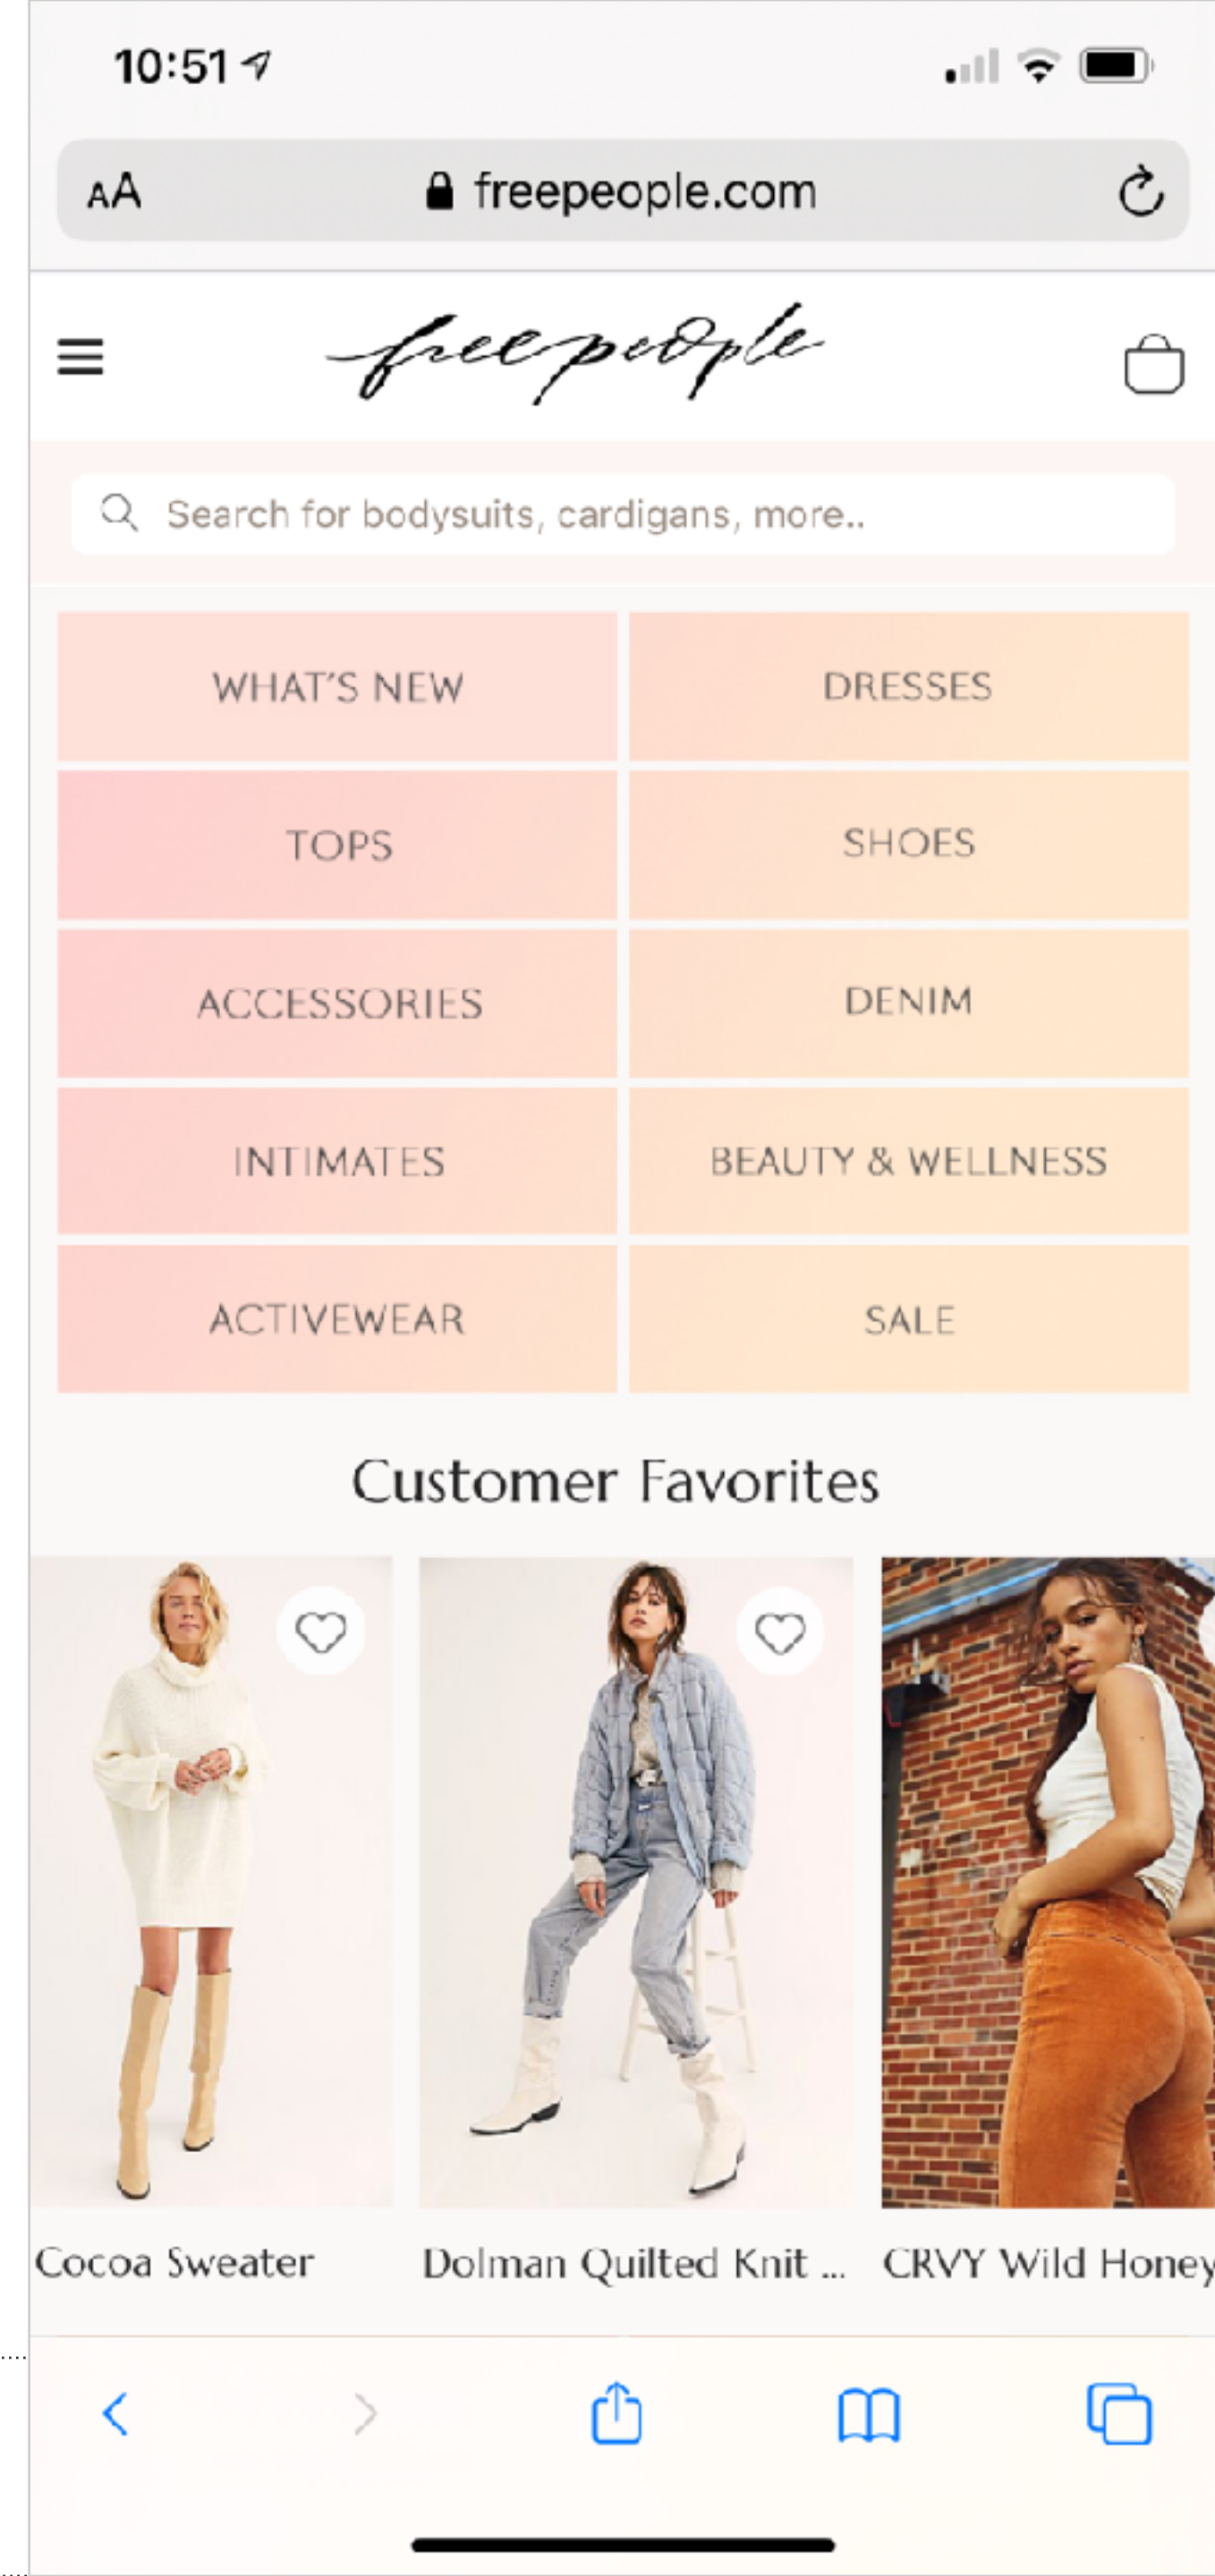 10:51
AA freepeople.com
free people
Search for bodysuits, cardigans, more..
WHAT'S NEW
DRESSES
TOPS
SHOES
ACCESSORIES
DENIM
INTIMATES
BEAUTY & WELLNESS
ACTIVEWEAR
SALE
Customer Favorites
Cocoa Sweater
Dolman Quilted Knit ...
CRVY Wild Honey